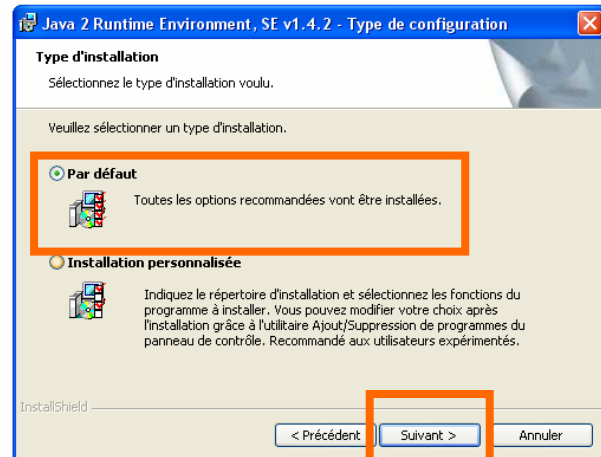 Java 2 Runtime Environment, SE v1.4.2 - Type de configuration
Type d'installation
Sélectionnez le type d'installation voulu.
Veuillez sélectionner un type d'installation.
Par défaut
Toutes les options recommandées vont être installées.
Installation personnalisée
Indiquez le répertoire d'installation et sélectionnez les fonctions du
programme à installer. Vous pouvez modifier votre choix après
l'installation grâce à l'utilitaire Ajout/Suppression de programmes du
panneau de contrôle. Recommandé aux utilisateurs expérimentés.
InstallShield
< Précédent Suivant > Annuler